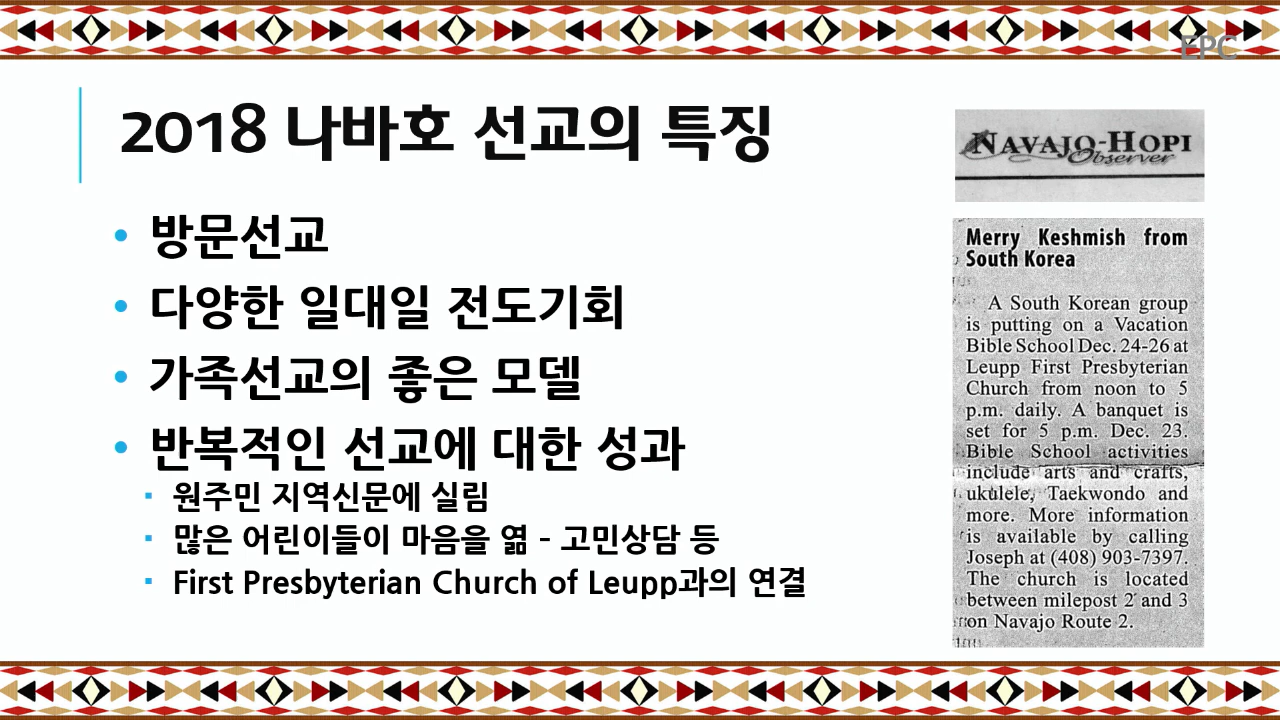 EPC
2018 나바호 선교의 특징
• 방문선교
• 다양한 일대일 전도기회
• 가족선교의 좋은 모델
• 반복적인 선교에 대한 성과
▪ 원주민 지역신문에 실림
▪ 많은 어린이들이 마음을 엶 - 고민상담 등
▪ First Presbyterian Church of Leupp과의 연결
NAVAJO-HOPI
Observer
Merry Keshmish from
South Korea
A South Korean group
is putting on a Vacation
Bible School Dec. 24-26 at
Leupp First Presbyterian
Church from noon to 5
p.m. daily. A banquet is
set for 5 p.m. Dec. 23.
Bible School activities
include arts and crafts,
ukulele, Taekwondo and
more. More information
is available by calling
Joseph at (408) 903-7397.
The church is located
between milepost 2 and 3
on Navajo Route 2.